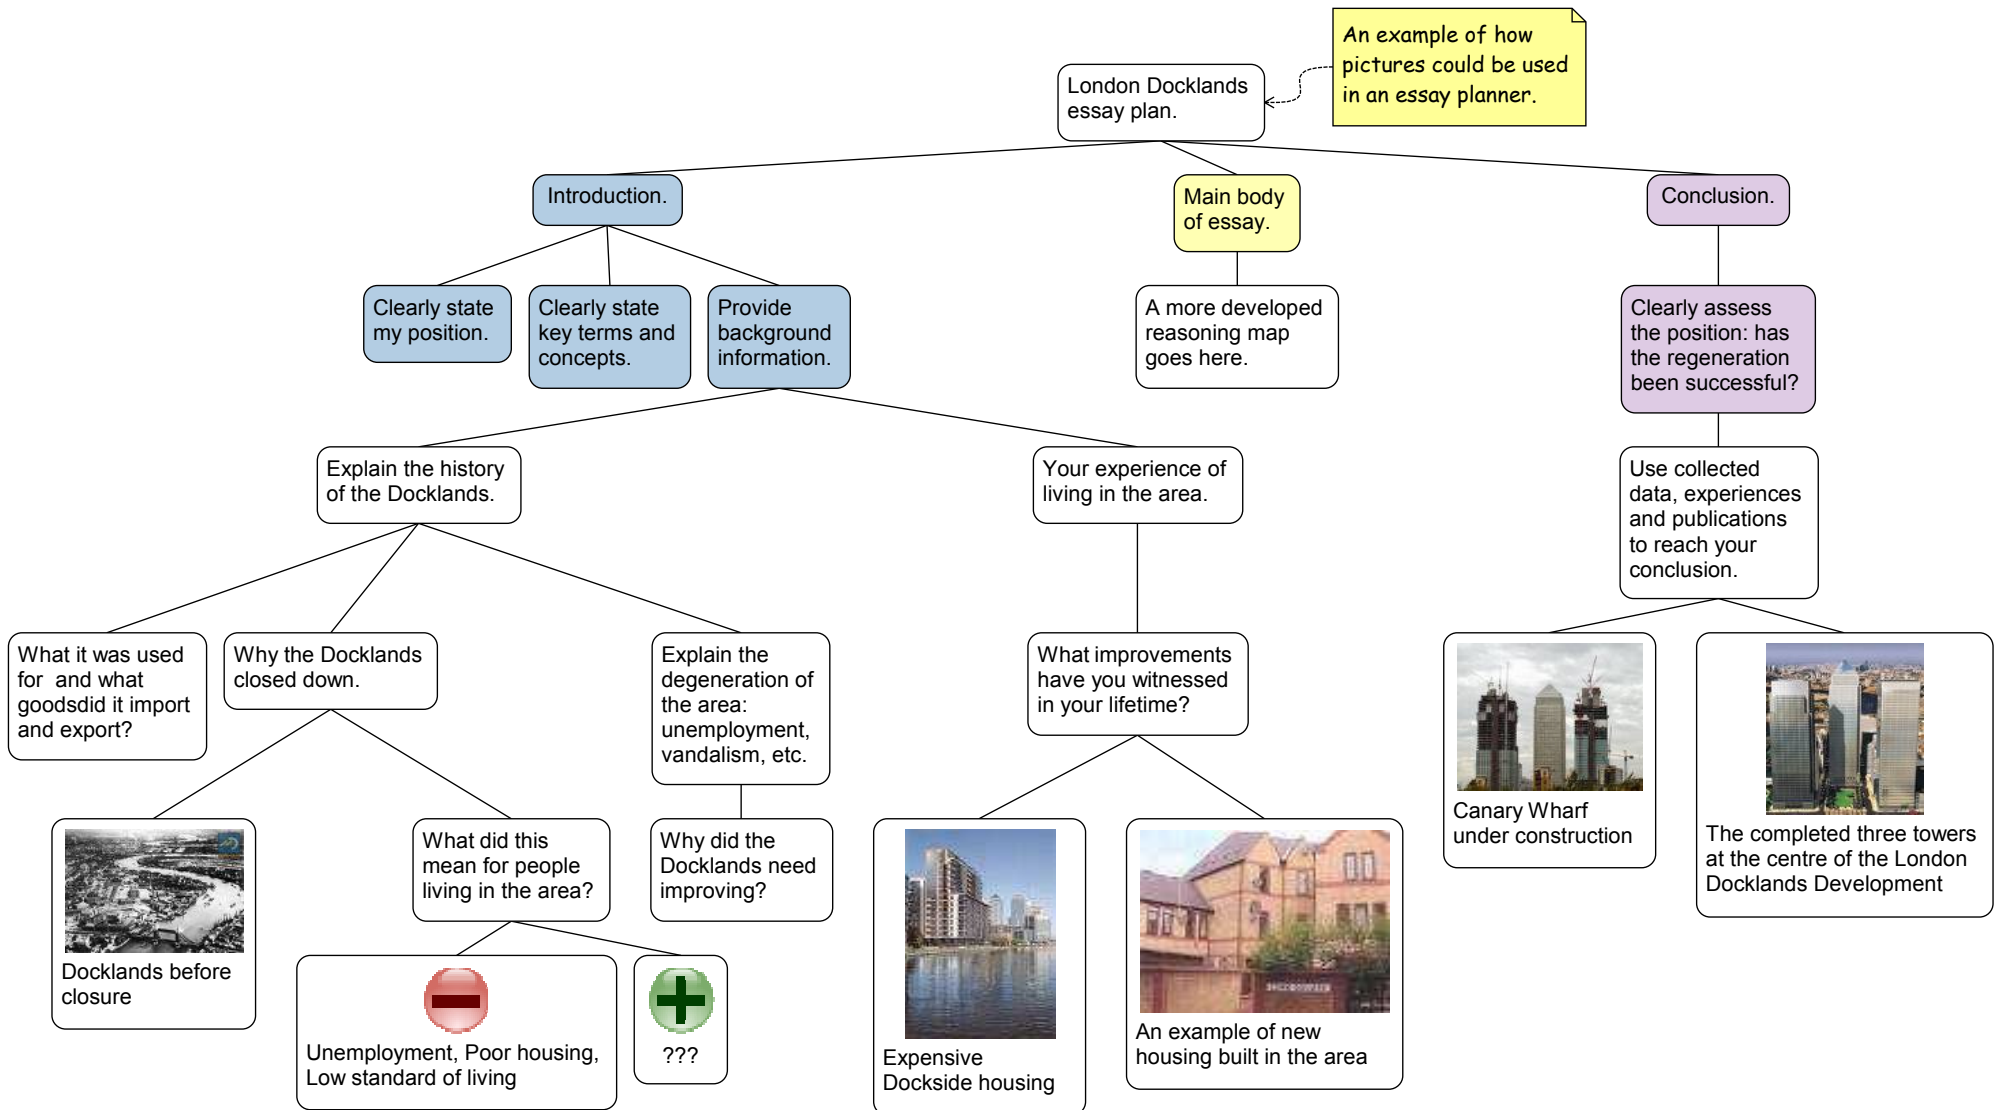 An example of how
pictures could be used
in an essay planner.
London Docklands
essay plan.
Introduction.
Main body
of essay.
Conclusion.
Clearly state
my position.
Clearly state
key terms and
concepts.
Provide
background
information.
A more developed
reasoning map
goes here.
Clearly assess
the position: has
the regeneration
been successful?
Explain the history
of the Docklands.
Your experience of
living in the area.
Use collected
data, experiences
and publications
to reach your
conclusion.
What it was used
for  and what
goodsdid it import
and export?
Why the Docklands
closed down.
Explain the
degeneration of
the area:
unemployment,
vandalism, etc.
What improvements
have you witnessed
in your lifetime?
Canary Wharf
under construction
The completed three towers
at the centre of the London
Docklands Development
Docklands before
closure
What did this
mean for people
living in the area?
Why did the
Docklands need
improving?
Expensive
Dockside housing
An example of new
housing built in the area
Unemployment, Poor housing,
Low standard of living
???